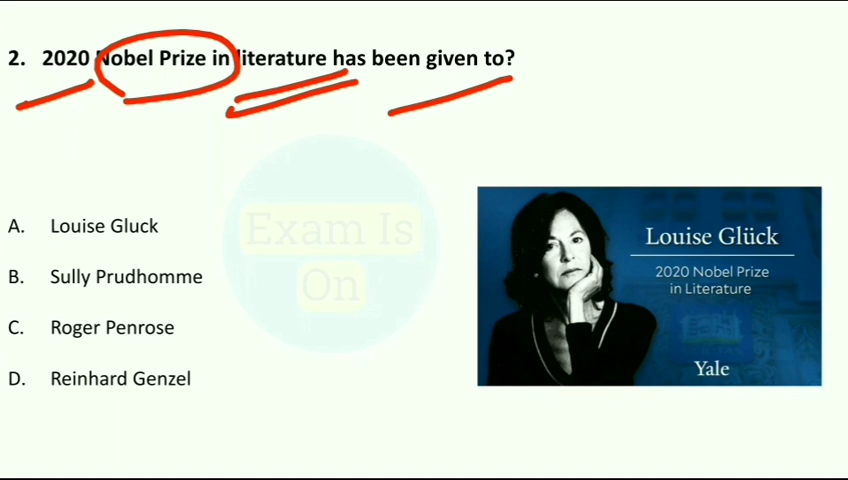 2. 2020 Nobel Prize in literature has been given to?
A. Louise Gluck
B. Sully Prudhomme
C. Roger Penrose
D. Reinhard Genzel
Exam Is
On
Louise Glück
2020 Nobel Prize
in Literature
Yale